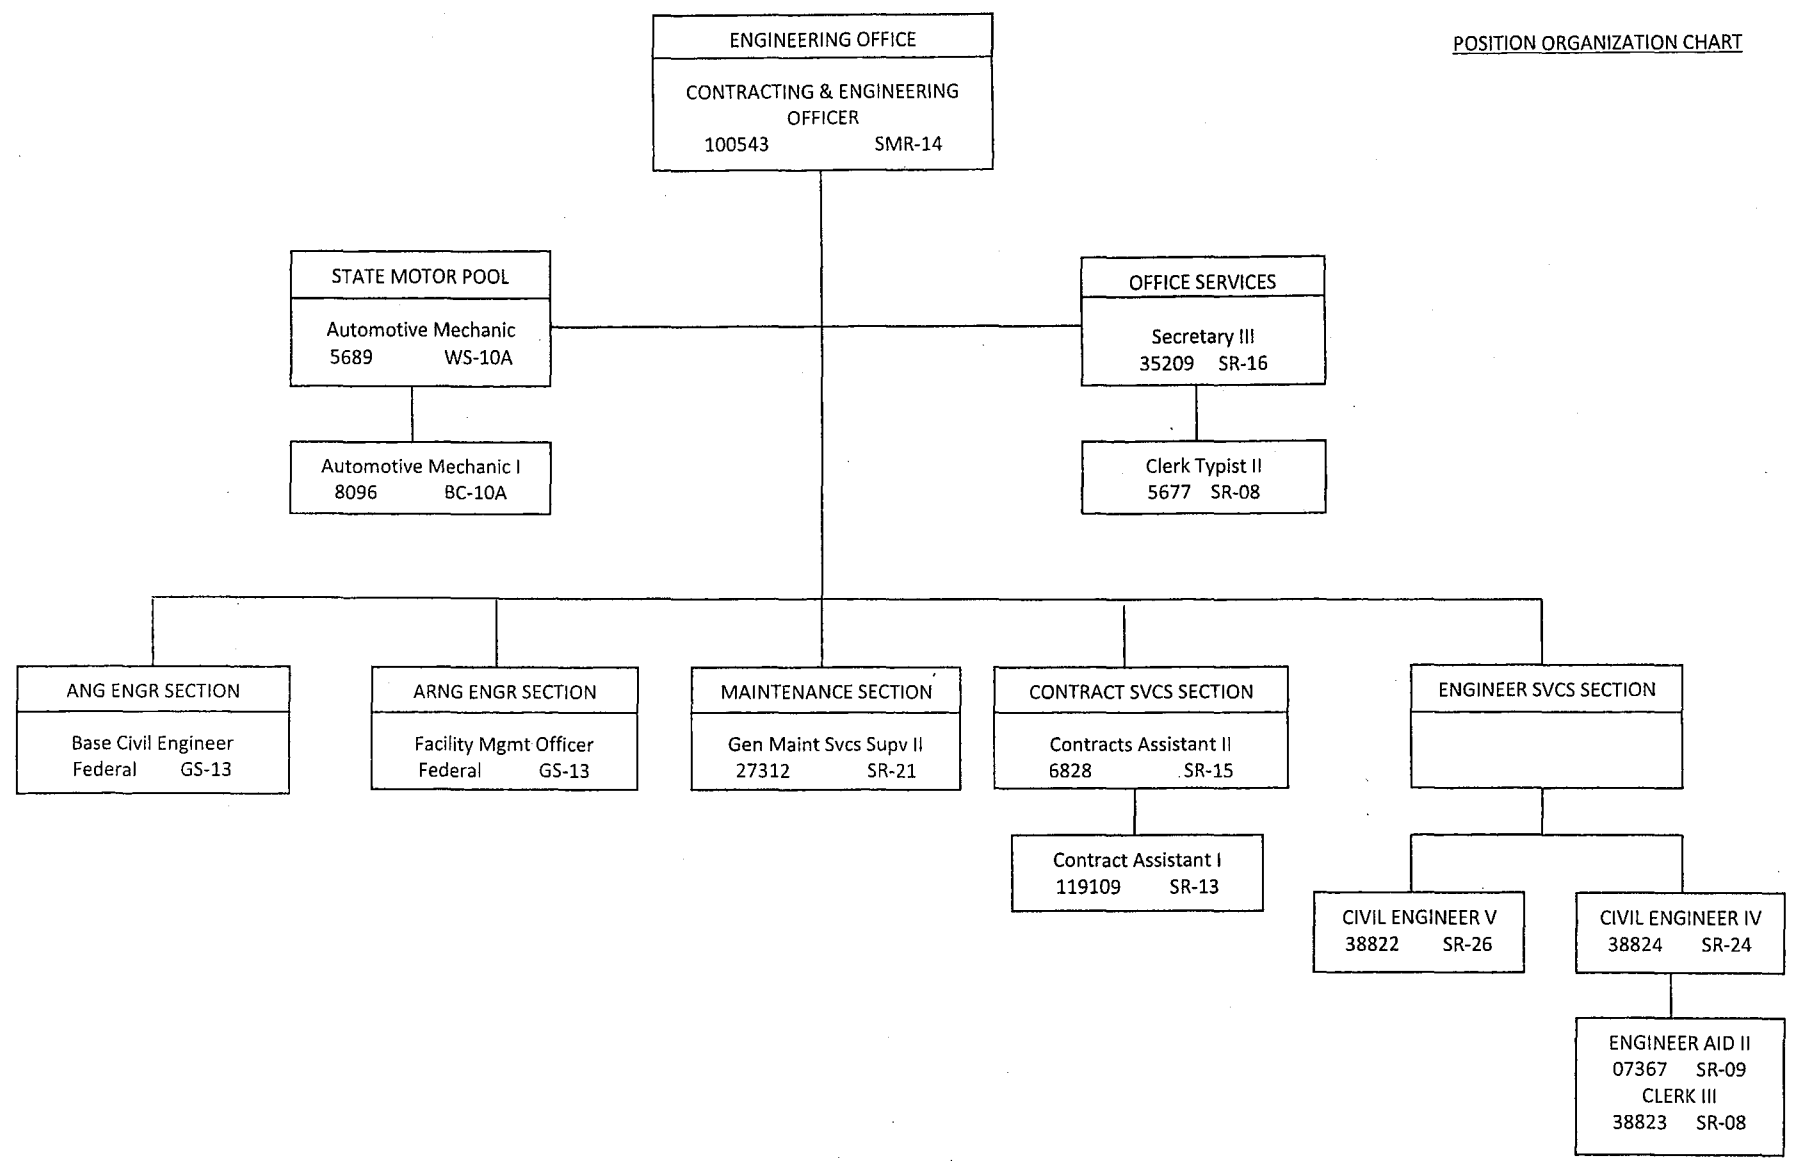 POSITION ORGANIZATION CHART
ENGINEERING OFFICE
CONTRACTING & ENGINEERING
OFFICER
100543 SMR-14
STATE MOTOR POOL
Automotive Mechanic
5689 WS-10A
Automotive Mechanic I
8096 BC-10A
OFFICE SERVICES
Secretary III
35209 SR-16
Clerk Typist II
5677 SR-08
ANG ENGR SECTION
Base Civil Engineer
Federal GS-13
ARNG ENGR SECTION
Facility Mgmt Officer
Federal GS-13
MAINTENANCE SECTION
Gen Maint Svcs Supv II
27312 SR-21
CONTRACT SVCS SECTION
Contracts Assistant II
6828 SR-15
Contract Assistant I
119109 SR-13
ENGINEER SVCS SECTION
CIVIL ENGINEER V
38822 SR-26
CIVIL ENGINEER IV
38824 SR-24
ENGINEER AID II
07367 SR-09
CLERK III
38823 SR-08